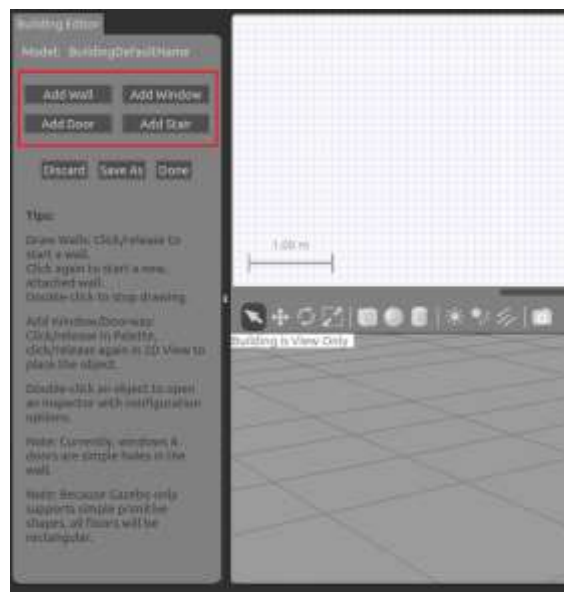 Building Editor
Model: BuildingDefaultName
Add Wall Add Window
Add Door Add Stair
Discard Save As Done
Tips:
Draw Walls: Click/release to
start a wall.
Click again to start a new,
attached wall.
Double-click to stop drawing.
Add Window/Doorway:
Click/release in Palette,
click/release again in 2D View to
place the object.
Double-click an object to open
an inspector with configuration
options.
Note: Currently, windows &
doors are simple holes in the
wall.
Note: Because Gazebo only
supports simple primitive
shapes, all floors will be
rectangular.
1.00 m
Building is View Only